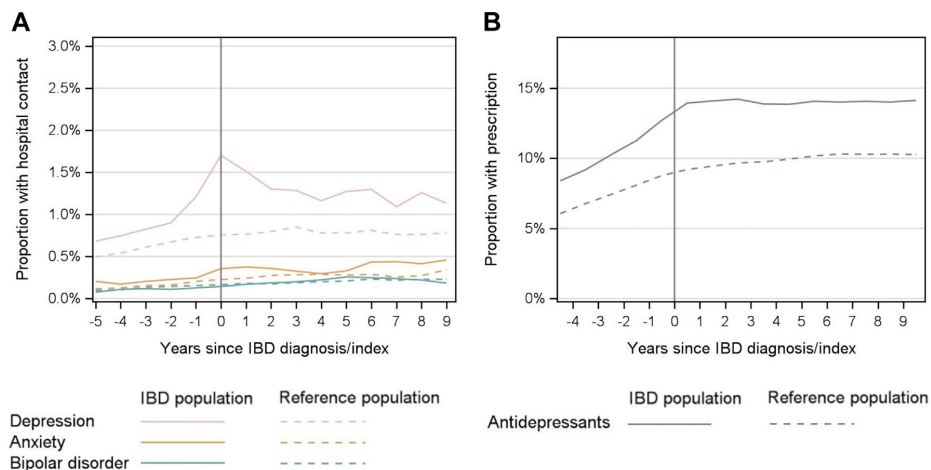 A
Proportion with hospital contact
3.0%
2.5%
2.0%
1.5%
1.0%
0.5%
0.0%
-5 -4 -3 -2 -1 0 1 2 3 4 5 6 7 8 9
Years since IBD diagnosis/index
IBD population Reference population
Depression
Anxiety
Bipolar disorder
B
Proportion with prescription
15%
10%
5%
0%
-4 -3 -2 -1 0 1 2 3 4 5 6 7 8 9
Years since IBD diagnosis/index
IBD population Reference population
Antidepressants